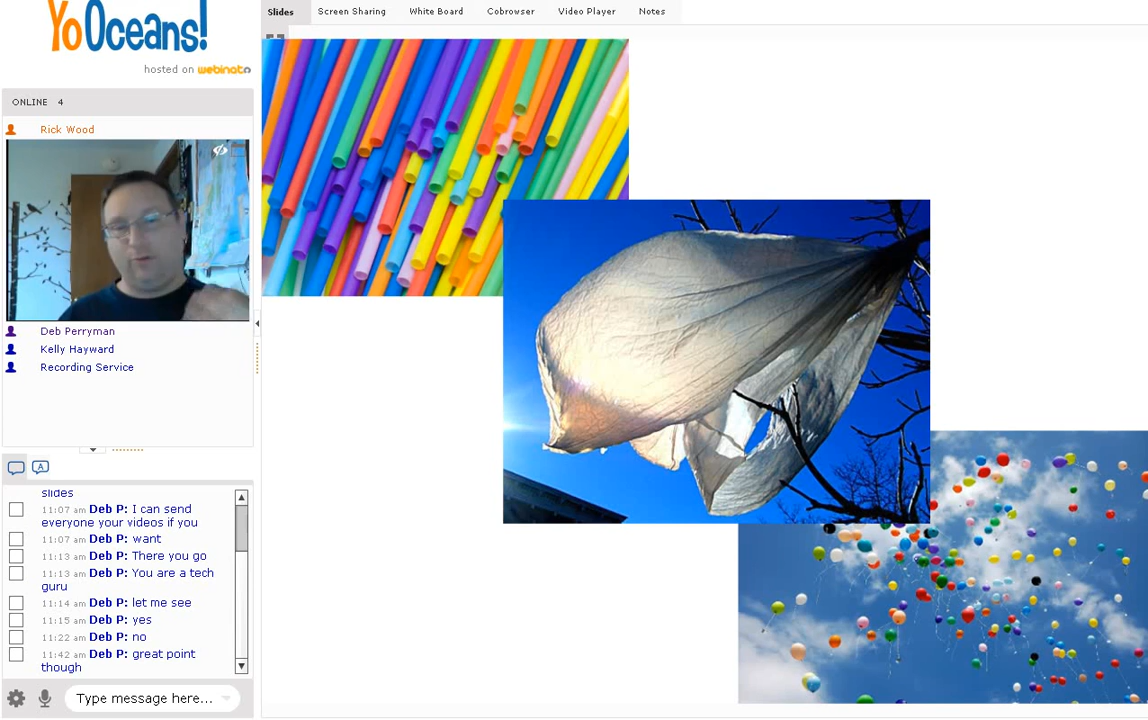 YoOceans!
hosted on webinato
Slides
Screen Sharing
White Board
Cobrowser
Video Player
Notes
ONLINE 4
Rick Wood
Deb Perryman
Kelly Hayward
Recording Service
A
slides
11:07 am Deb P: I can send
everyone your videos if you
11:07 am Deb P: want
11:13 am Deb P: There you go
11:13 am Deb P: You are a tech
guru
11:14 am Deb P: let me see
11:15 am Deb P: yes
11:22 am Deb P: no
11:42 am Deb P: great point
though
Type message here...